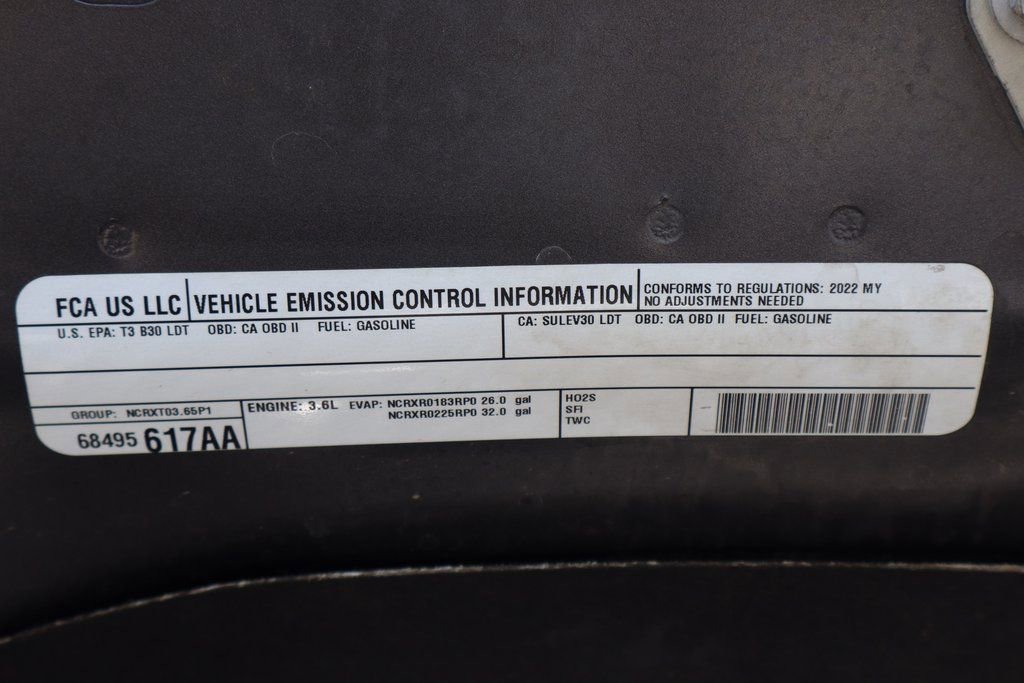 FCA US LLC VEHICLE EMISSION CONTROL INFORMATION
CONFORMS TO REGULATIONS: 2022 MY
NO ADJUSTMENTS NEEDED
U.S. EPA: T3 B30 LDT OBD: CA OBD II FUEL: GASOLINE
CA: SULEV30 LDT OBD: CA OBD II FUEL: GASOLINE
GROUP: NCRXT03.65P1
68495 617AA
ENGINE: 3.6L EVAP: NCRXR0183RP0 26.0 gal
NCRXR0225RP0 32.0 gal
HO2S
SFI
TWC